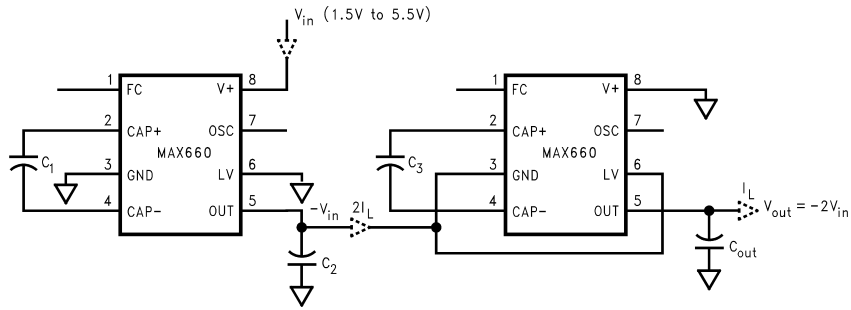 V_in (1.5V to 5.5V)
1 FC V+ 8
2 CAP+ OSC 7
MAX660
C_1
3 GND LV 6
4 CAP− OUT 5
−V_in
2I_L
C_2
1 FC V+ 8
2 CAP+ OSC 7
MAX660
C_3
3 GND LV 6
4 CAP− OUT 5
I_L
V_out = −2V_in
C_out